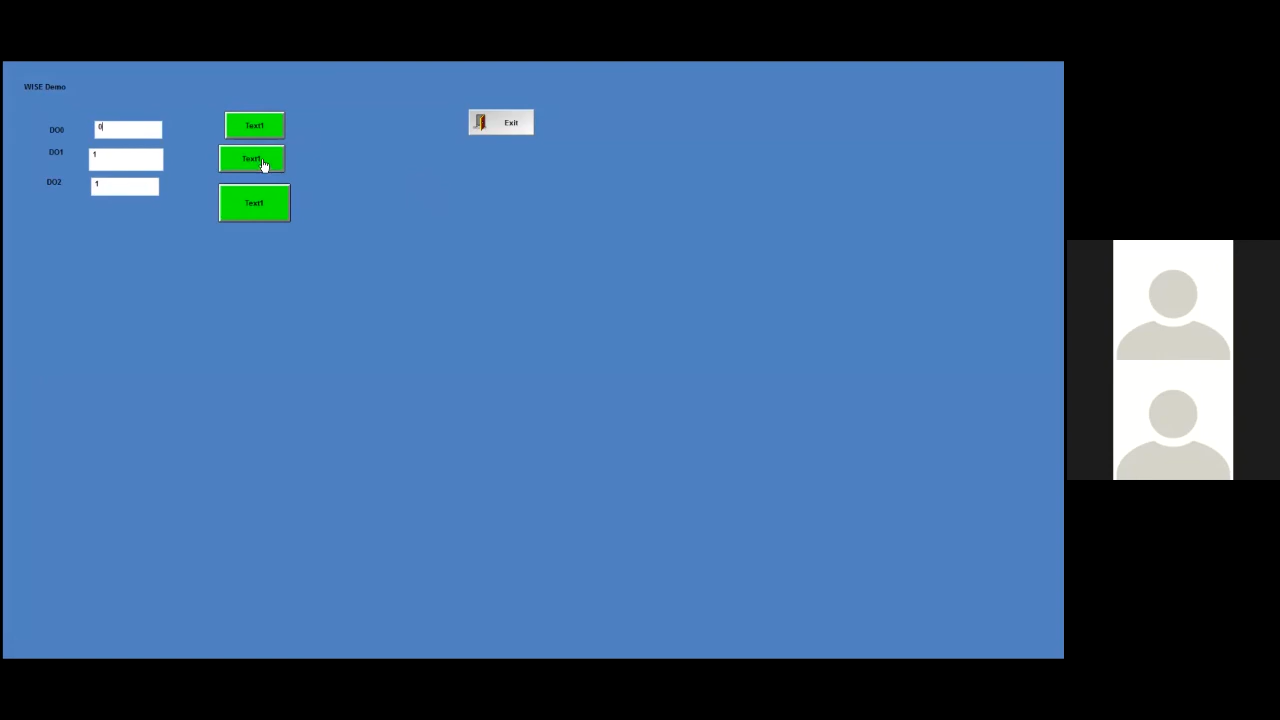 WISE Demo
DO0 0 Text1 Exit
DO1 1 Text1
DO2 1 Text1